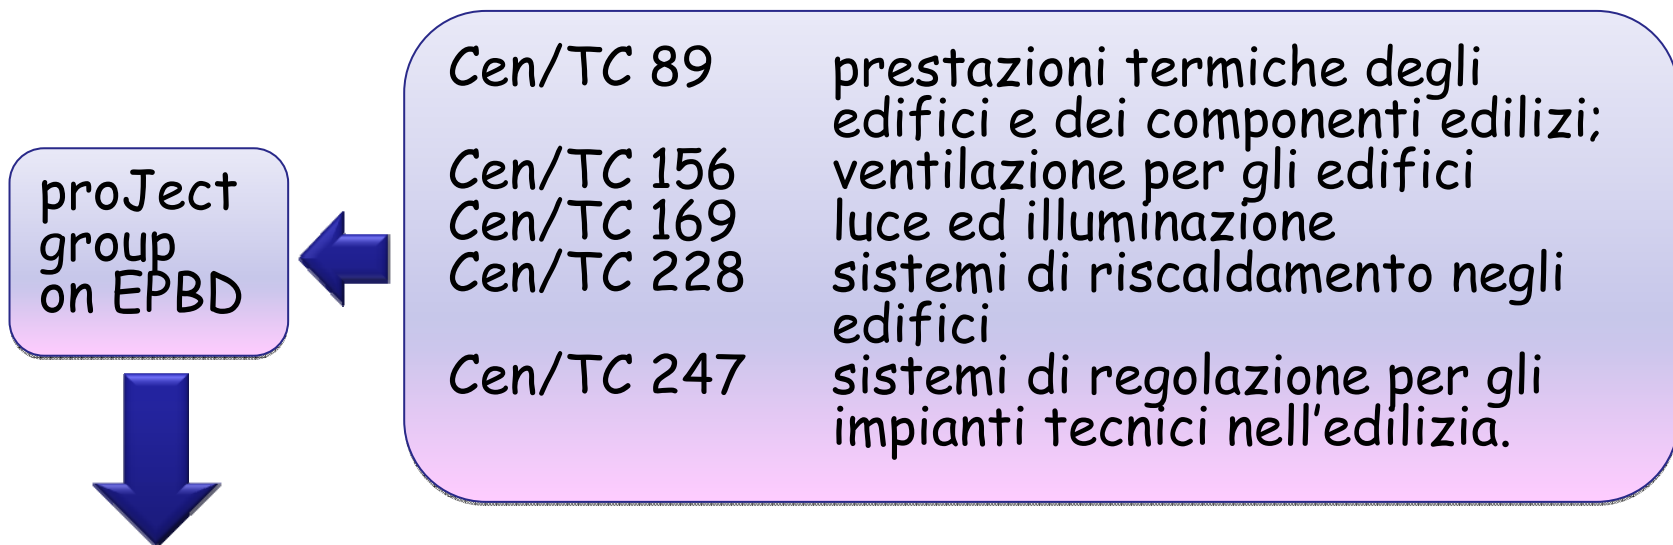 proJect
group
on EPBD
Cen/TC 89 prestazioni termiche degli
edifici e dei componenti edilizi;
Cen/TC 156 ventilazione per gli edifici
Cen/TC 169 luce ed illuminazione
Cen/TC 228 sistemi di riscaldamento negli
edifici
Cen/TC 247 sistemi di regolazione per gli
impianti tecnici nell'edilizia.